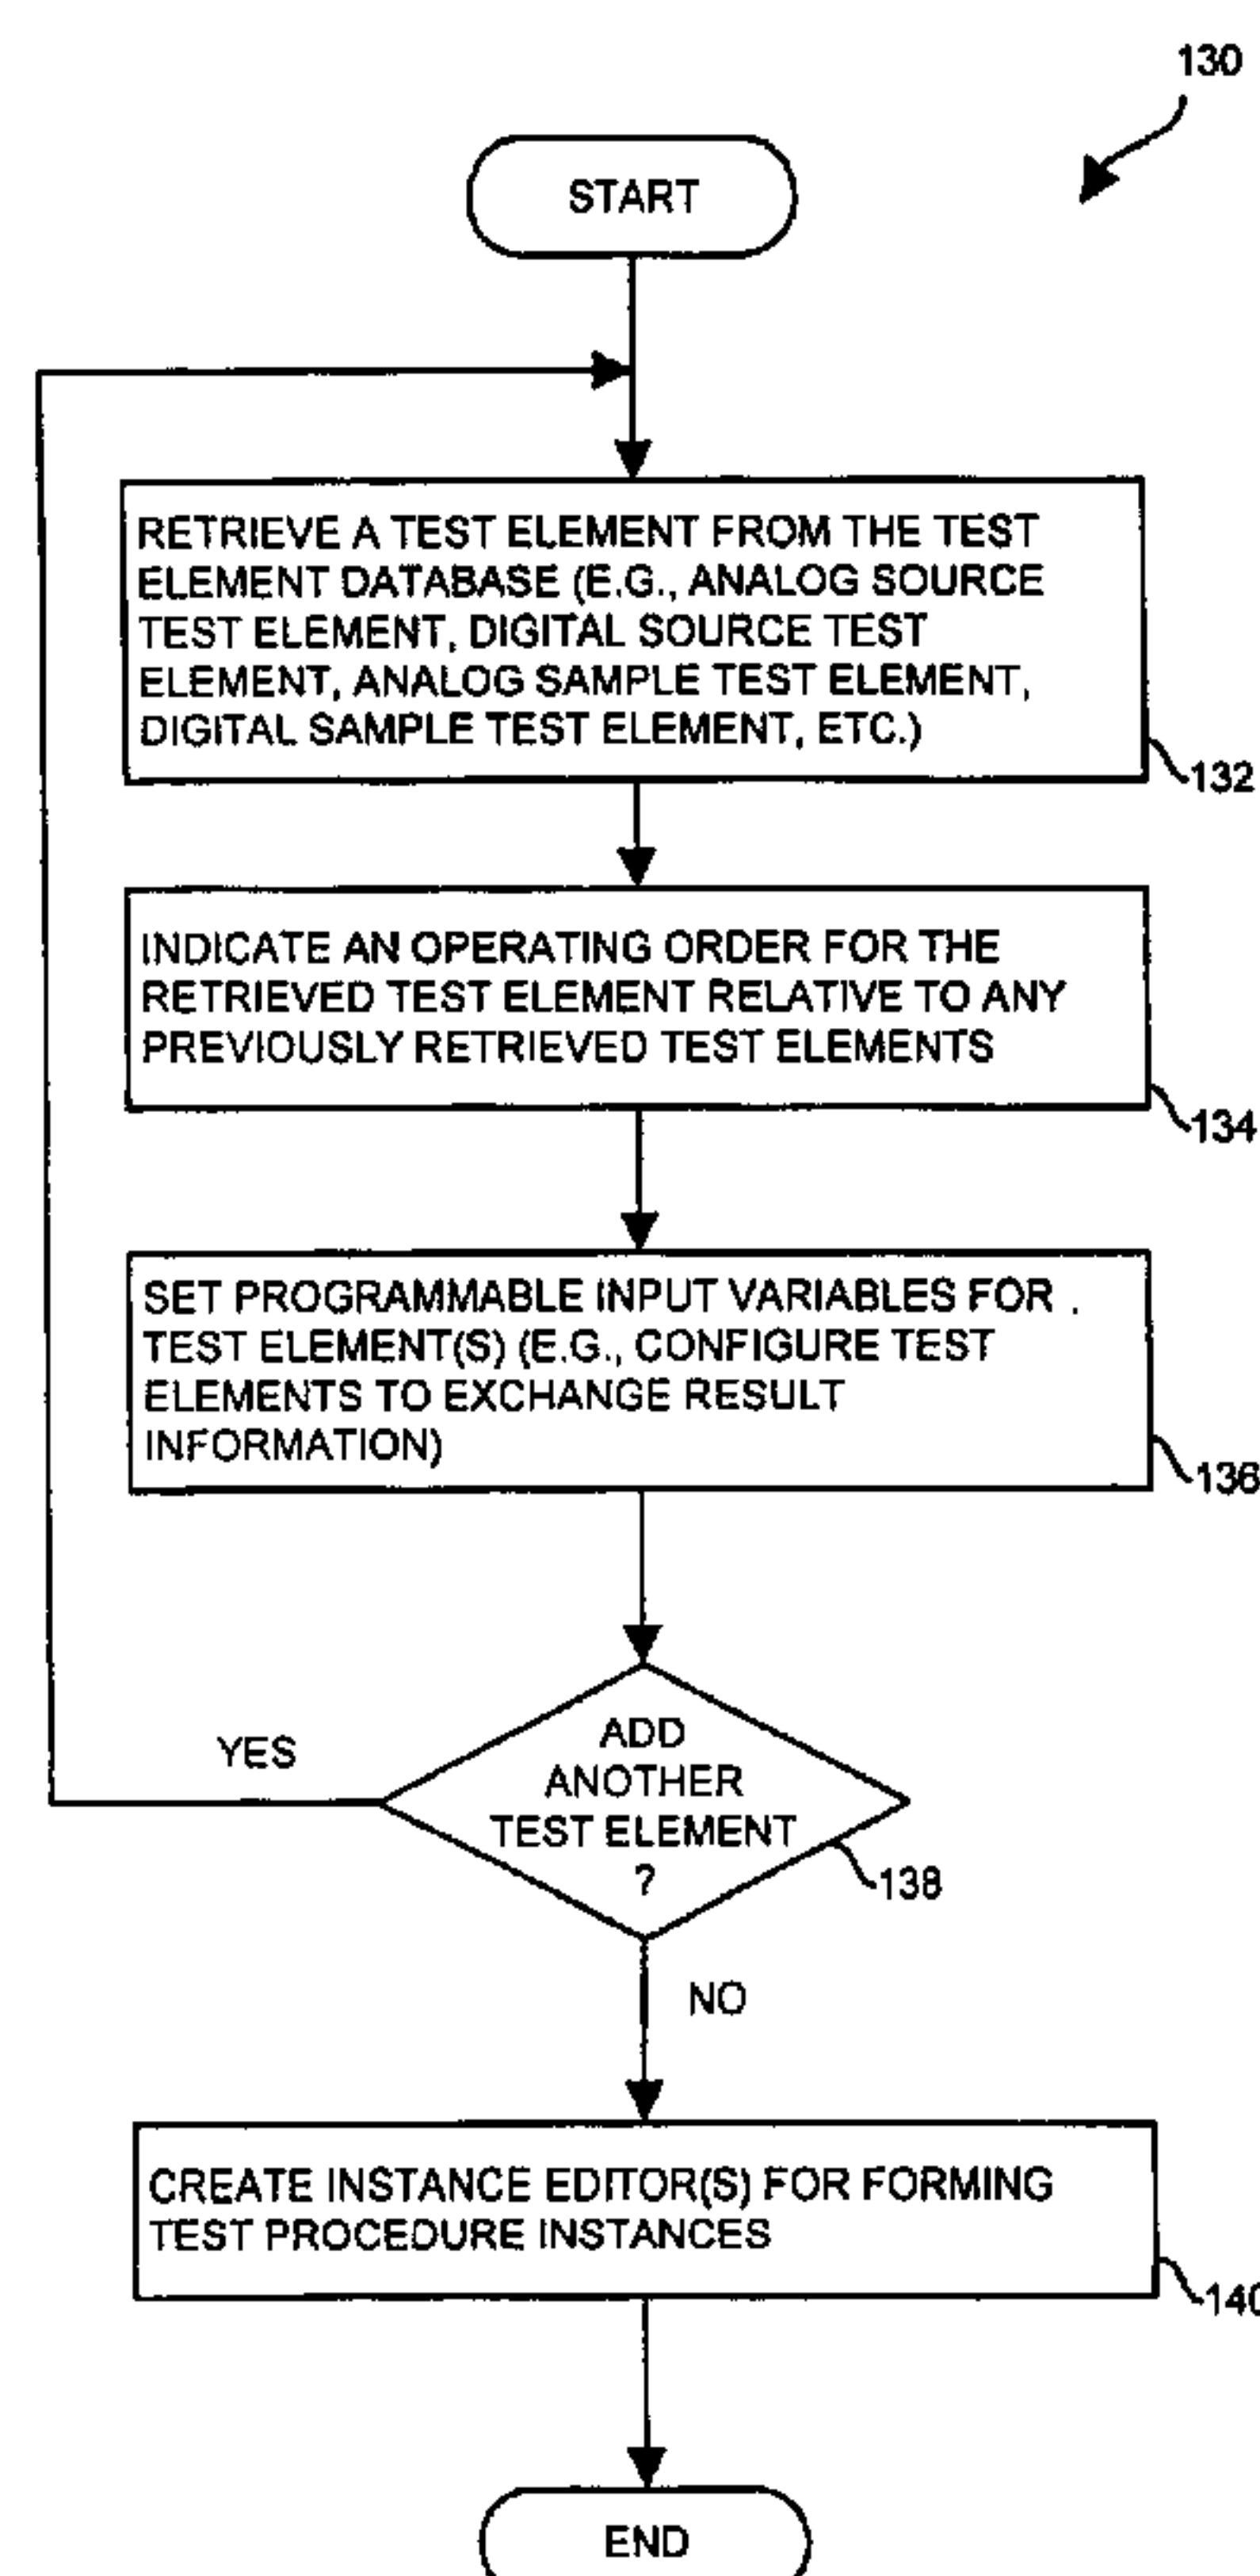 130
START
RETRIEVE A TEST ELEMENT FROM THE TEST
ELEMENT DATABASE (E.G., ANALOG SOURCE
TEST ELEMENT, DIGITAL SOURCE TEST
ELEMENT, ANALOG SAMPLE TEST ELEMENT,
DIGITAL SAMPLE TEST ELEMENT, ETC.)
132
INDICATE AN OPERATING ORDER FOR THE
RETRIEVED TEST ELEMENT RELATIVE TO ANY
PREVIOUSLY RETRIEVED TEST ELEMENTS
134
SET PROGRAMMABLE INPUT VARIABLES FOR
TEST ELEMENT(S) (E.G., CONFIGURE TEST
ELEMENTS TO EXCHANGE RESULT
INFORMATION)
136
YES
ADD
ANOTHER
TEST ELEMENT
?
138
NO
CREATE INSTANCE EDITOR(S) FOR FORMING
TEST PROCEDURE INSTANCES
140
END